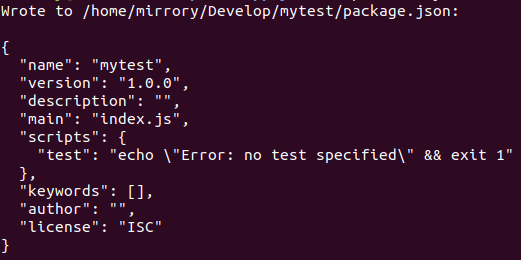 Wrote to /home/mirrory/Develop/mytest/package.json:
{
  "name": "mytest",
  "version": "1.0.0",
  "description": "",
  "main": "index.js",
  "scripts": {
    "test": "echo \"Error: no test specified\" && exit 1"
  },
  "keywords": [],
  "author": "",
  "license": "ISC"
}